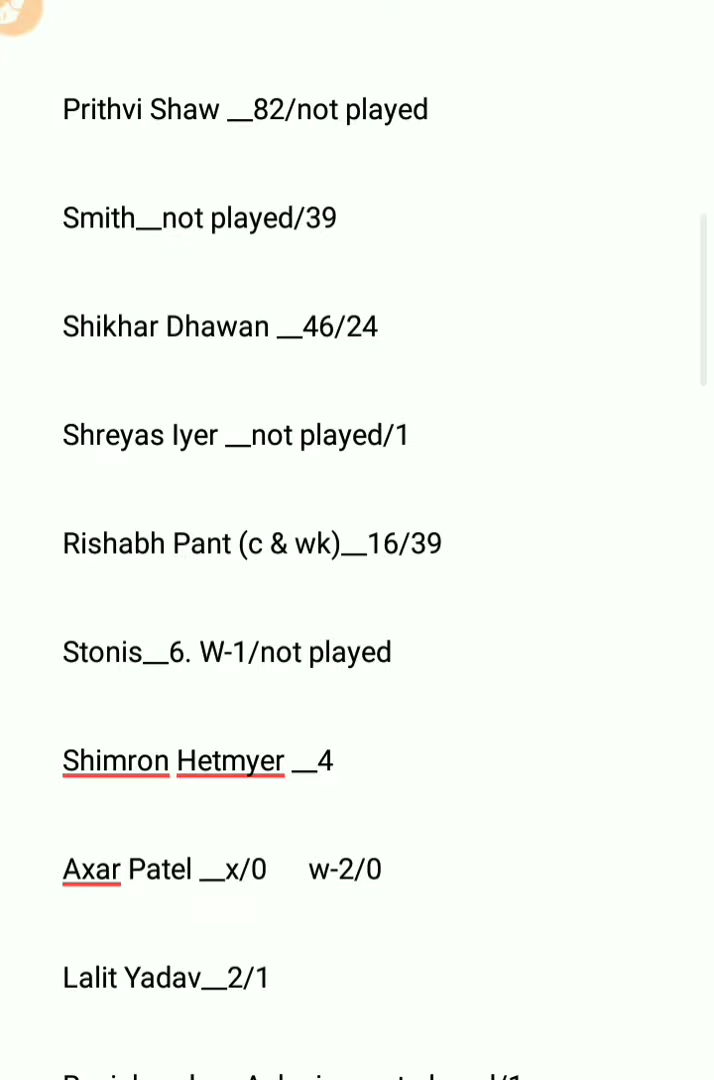 Prithvi Shaw __82/not played
Smith__not played/39
Shikhar Dhawan __46/24
Shreyas Iyer __not played/1
Rishabh Pant (c & wk)__16/39
Stonis__6. W-1/not played
Shimron Hetmyer __4
Axar Patel __x/0 w-2/0
Lalit Yadav__2/1